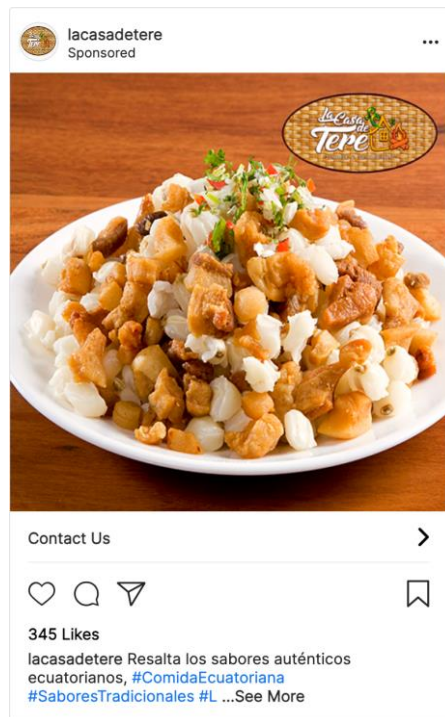 lacasadetere
Sponsored
La Casa
de
Tere
Contact Us
345 Likes
lacasadetere Resalta los sabores auténticos
ecuatorianos, #ComidaEcuatoriana
#SaboresTradicionales #L ...See More